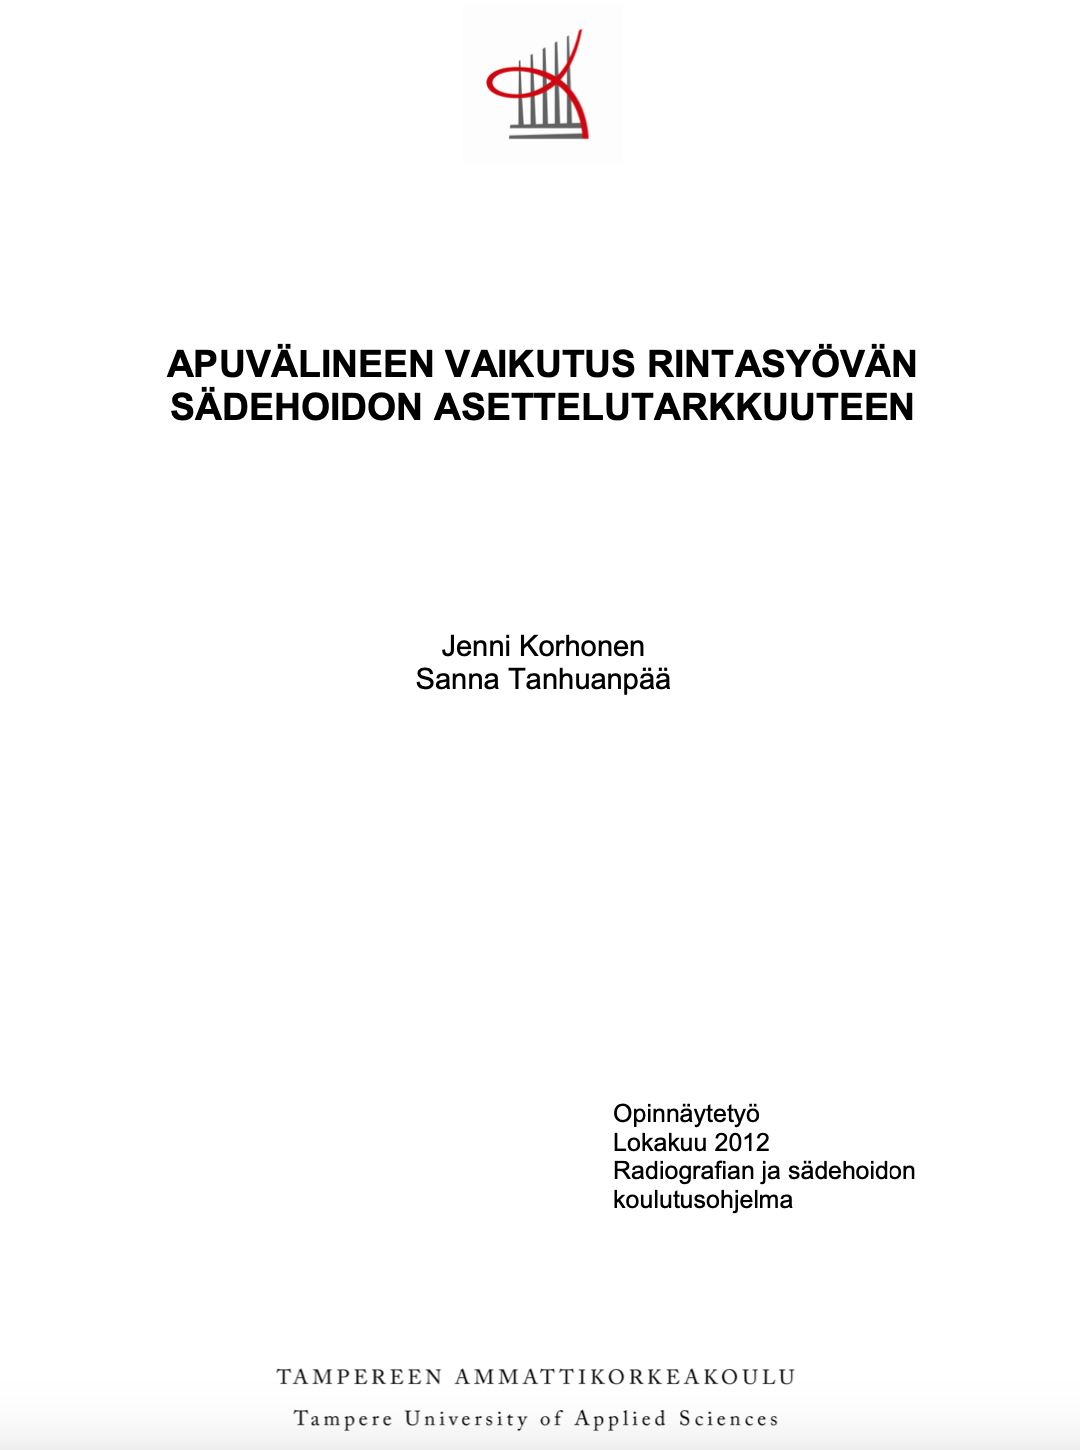 APUVÄLINEEN VAIKUTUS RINTASYÖVÄN
SÄDEHOIDON ASETTELUTARKKUUTEEN
Jenni Korhonen
Sanna Tanhuanpää
Opinnäytetyö
Lokakuu 2012
Radiografian ja sädehoidon
koulutusohjelma
TAMPEREEN AMMATTIKORKEAKOULU
Tampere University of Applied Sciences